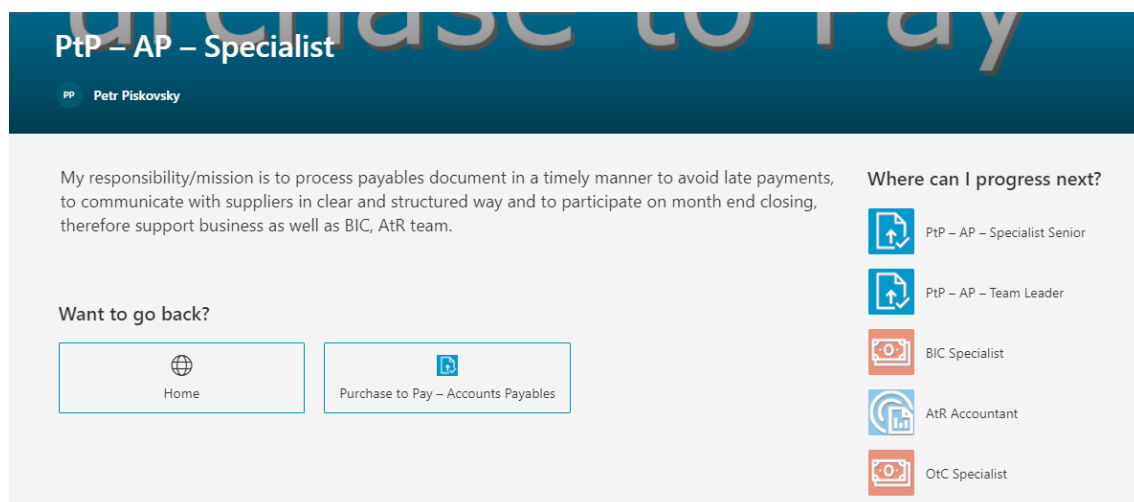 urchase to Pay
PtP – AP – Specialist
PP Petr Piskovsky
My responsibility/mission is to process payables document in a timely manner to avoid late payments,
to communicate with suppliers in clear and structured way and to participate on month end closing,
therefore support business as well as BIC, AtR team.
Want to go back?
Home
Purchase to Pay – Accounts Payables
Where can I progress next?
PtP – AP – Specialist Senior
PtP – AP – Team Leader
BIC Specialist
AtR Accountant
OtC Specialist